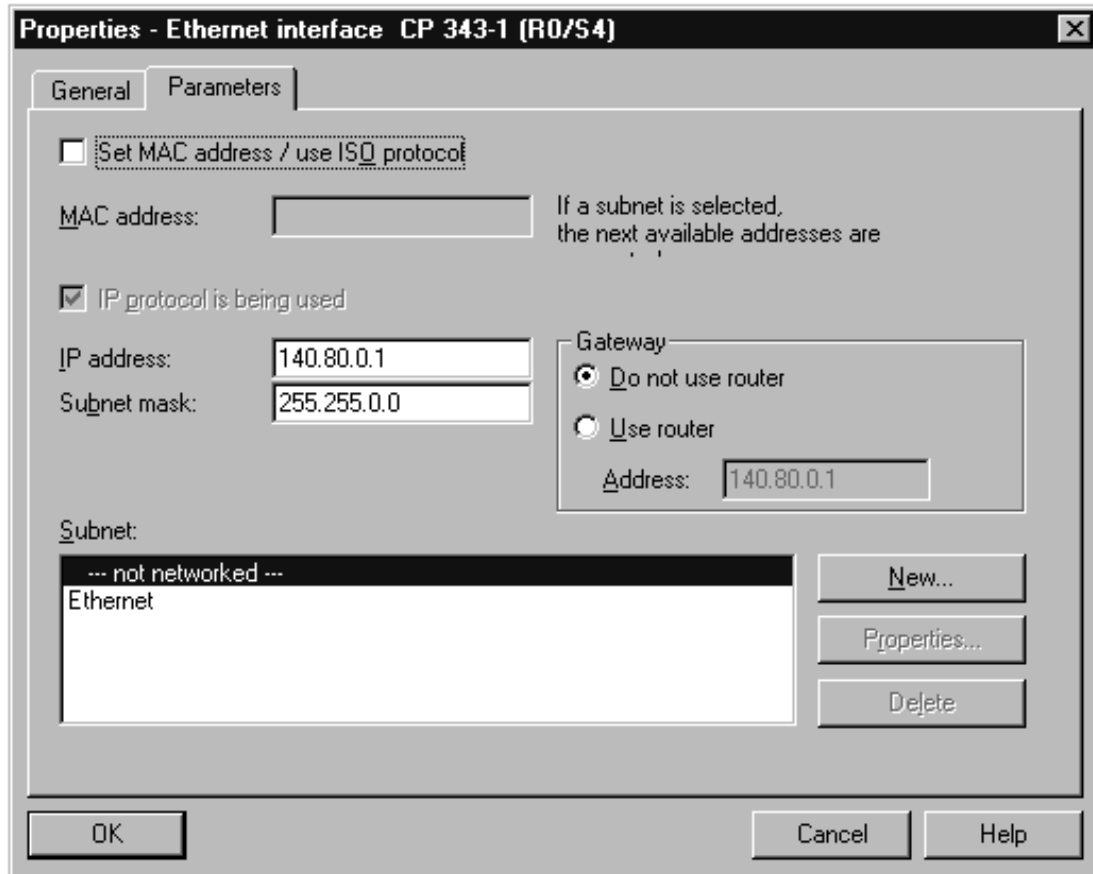 Properties - Ethernet interface CP 343-1 (R0/S4)
General
Parameters
Set MAC address / use ISO protocol
MAC address:
If a subnet is selected,
the next available addresses are
IP protocol is being used
IP address:
140.80.0.1
Subnet mask:
255.255.0.0
Gateway
Do not use router
Use router
Address:
140.80.0.1
Subnet:
--- not networked ---
Ethernet
New...
Properties...
Delete
OK
Cancel
Help